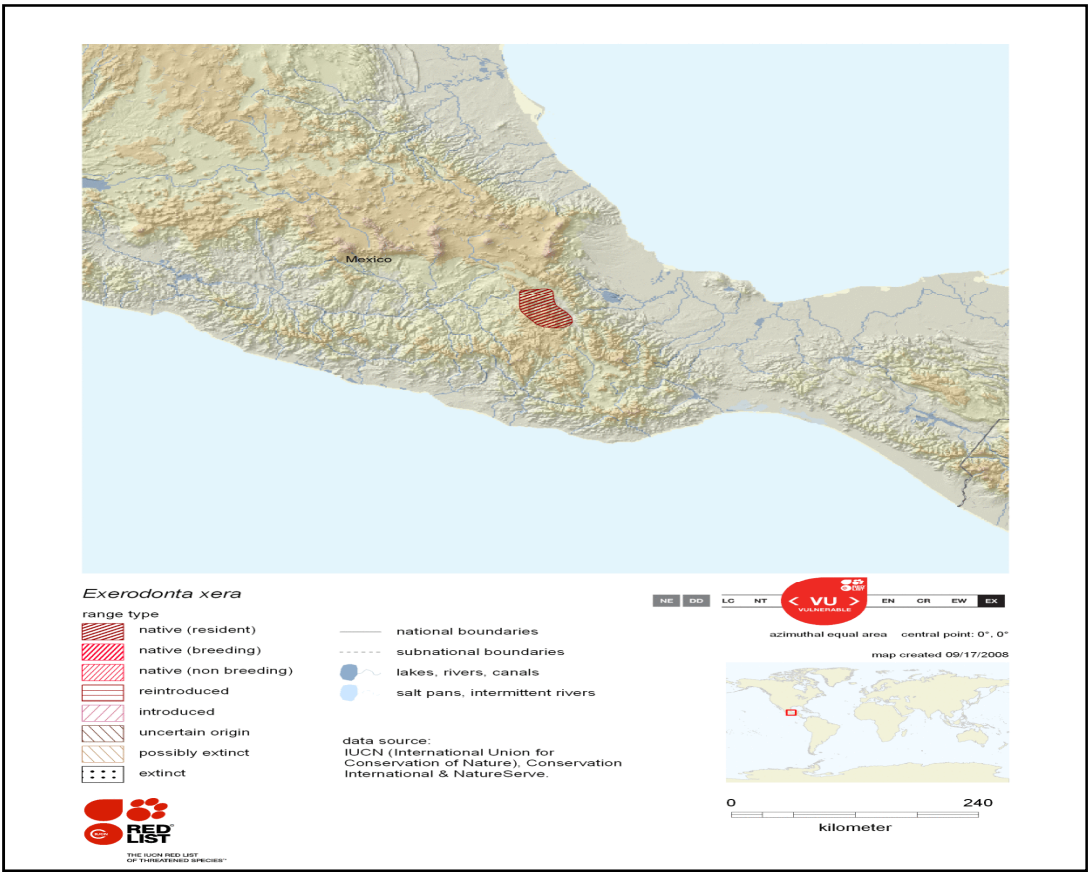 Mexico
Exerodonta xera
range type
native (resident)
native (breeding)
native (non breeding)
reintroduced
introduced
uncertain origin
possibly extinct
extinct
national boundaries
subnational boundaries
lakes, rivers, canals
salt pans, intermittent rivers
data source:
IUCN (International Union for
Conservation of Nature), Conservation
International & NatureServe.
NE DD LC NT < VU > EN CR EW EX
VULNERABLE
RED LIST
azimuthal equal area central point: 0°, 0°
map created 09/17/2008
0 240
kilometer
IUCN
RED
LIST
THE IUCN RED LIST
OF THREATENED SPECIES™